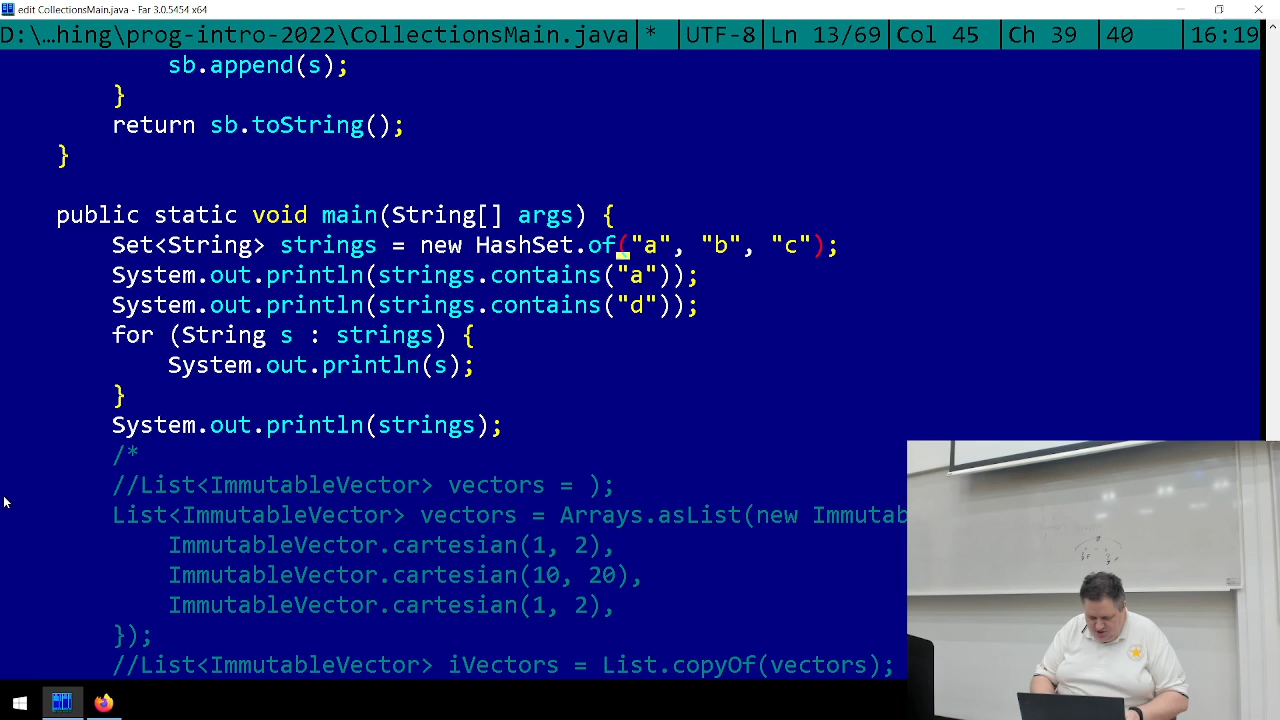 edit CollectionsMain.java - Far 3.0.5454 x64
D:\…hing\prog-intro-2022\CollectionsMain.java | * | UTF-8 | Ln 13/69 | Col 45 | Ch 39 | 40 | 16:19
sb.append(s);
}
return sb.toString();
}
public static void main(String[] args) {
Set<String> strings = new HashSet.of("a", "b", "c");
System.out.println(strings.contains("a"));
System.out.println(strings.contains("d"));
for (String s : strings) {
System.out.println(s);
}
System.out.println(strings);
/*
//List<ImmutableVector> vectors = );
List<ImmutableVector> vectors = Arrays.asList(new Immutab
ImmutableVector.cartesian(1, 2),
ImmutableVector.cartesian(10, 20),
ImmutableVector.cartesian(1, 2),
});
//List<ImmutableVector> iVectors = List.copyOf(vectors);